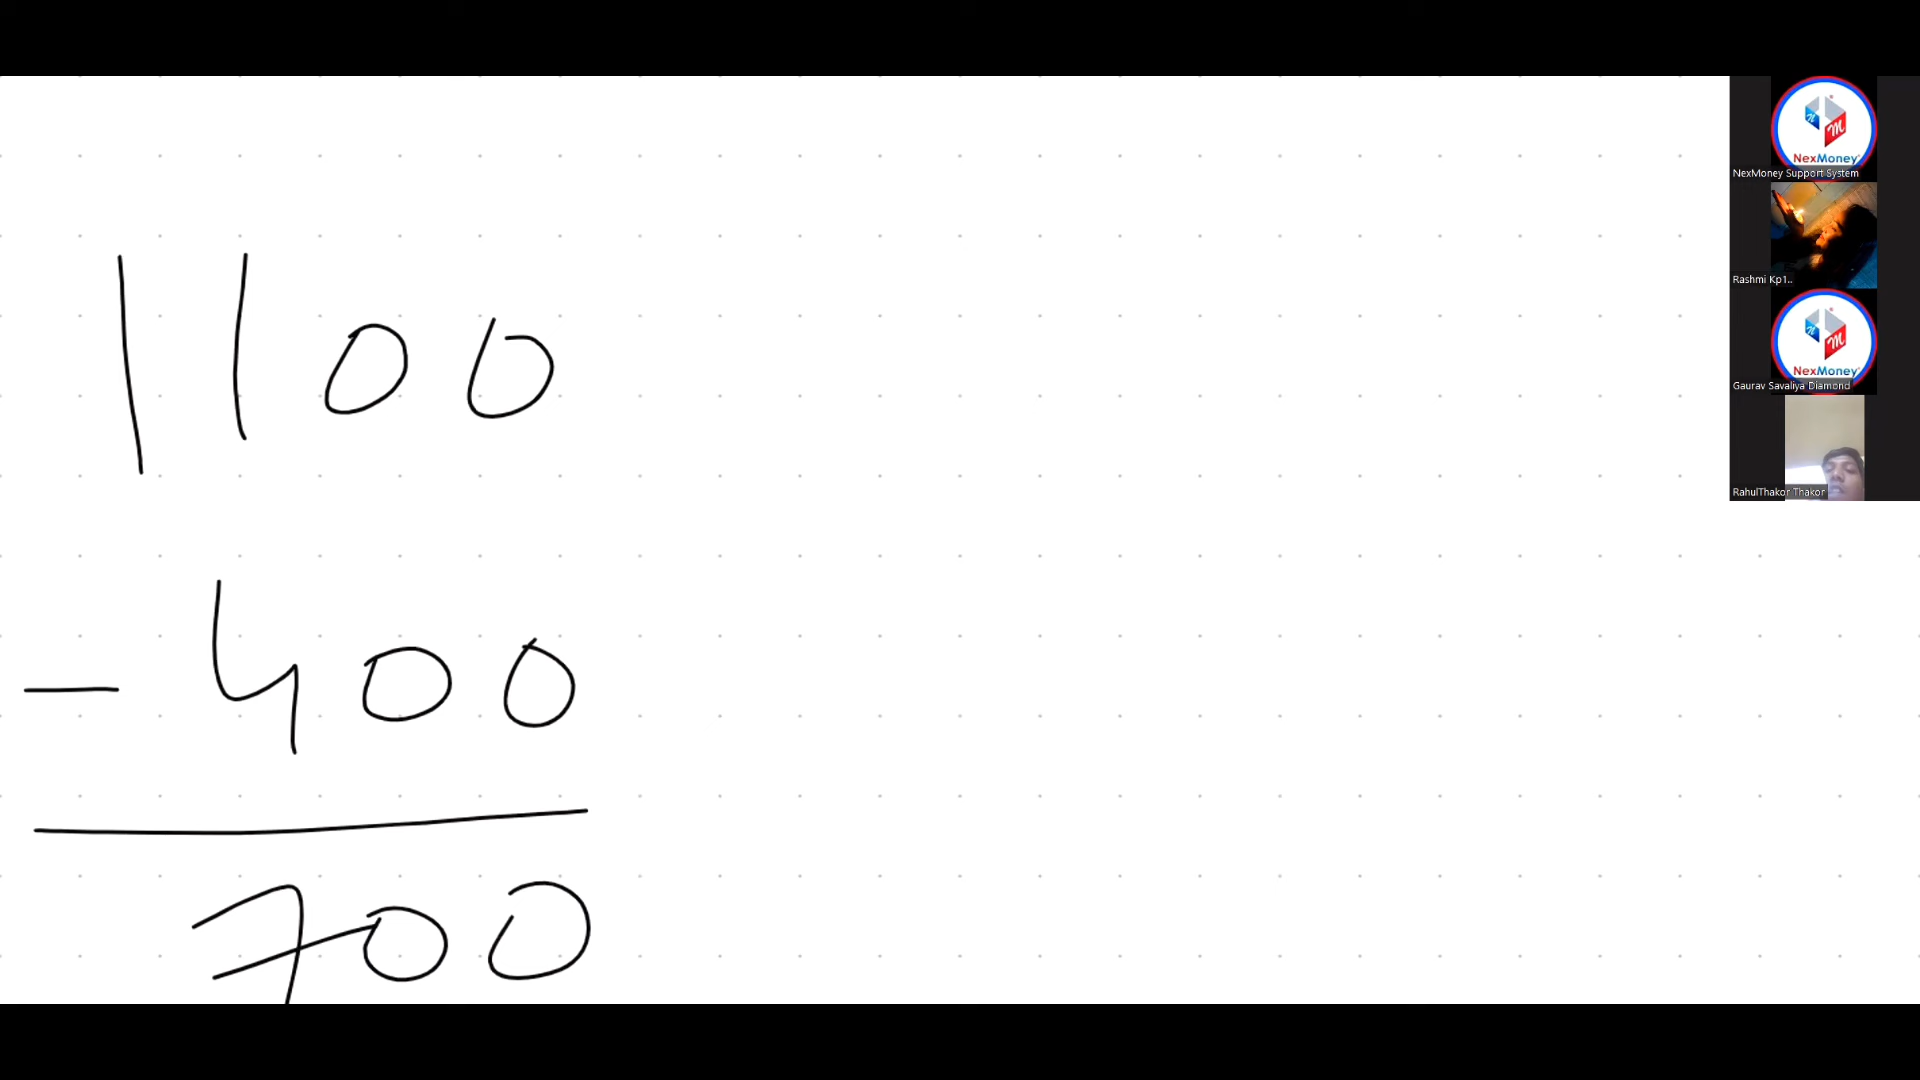 1100
- 400
700
NexMoney
NexMoney Support System
Rashmi Kp1..
NexMoney
Gaurav Savaliya Diamond
RahulThakor Thakor